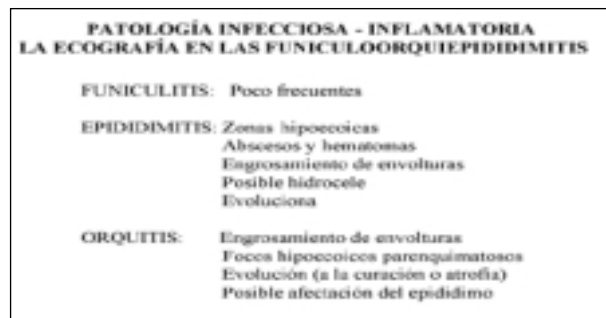 PATOLOGÍA INFECCIOSA - INFLAMATORIA
LA ECOGRAFÍA EN LAS FUNICULOORQUIEPIDIDIMITIS
FUNICULITIS: Poco frecuentes
EPIDIDIMITIS: Zonas hipoecoicas
Abscesos y hematomas
Engrosamiento de envolturas
Posible hidrocele
Evoluciona
ORQUITIS: Engrosamiento de envolturas
Focos hipoecoicos parenquimatosos
Evolución (a la curación o atrofia)
Posible afectación del epidídimo